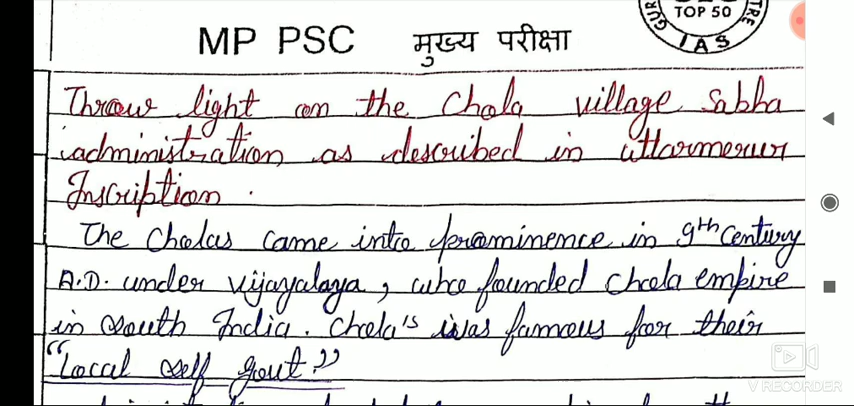 TOP 50
GUR
TRE
IAS
MP PSC मुख्य परीक्षा
Throw light on the Chola village Sabha
administration as described in uttarmerur
Inscription.
The Cholas came into prominence in 9th Century
A.D. under vijayalaya, who founded Chola empire
in South India. Chola's was famous for their
"Local self govt."
V RECORDER